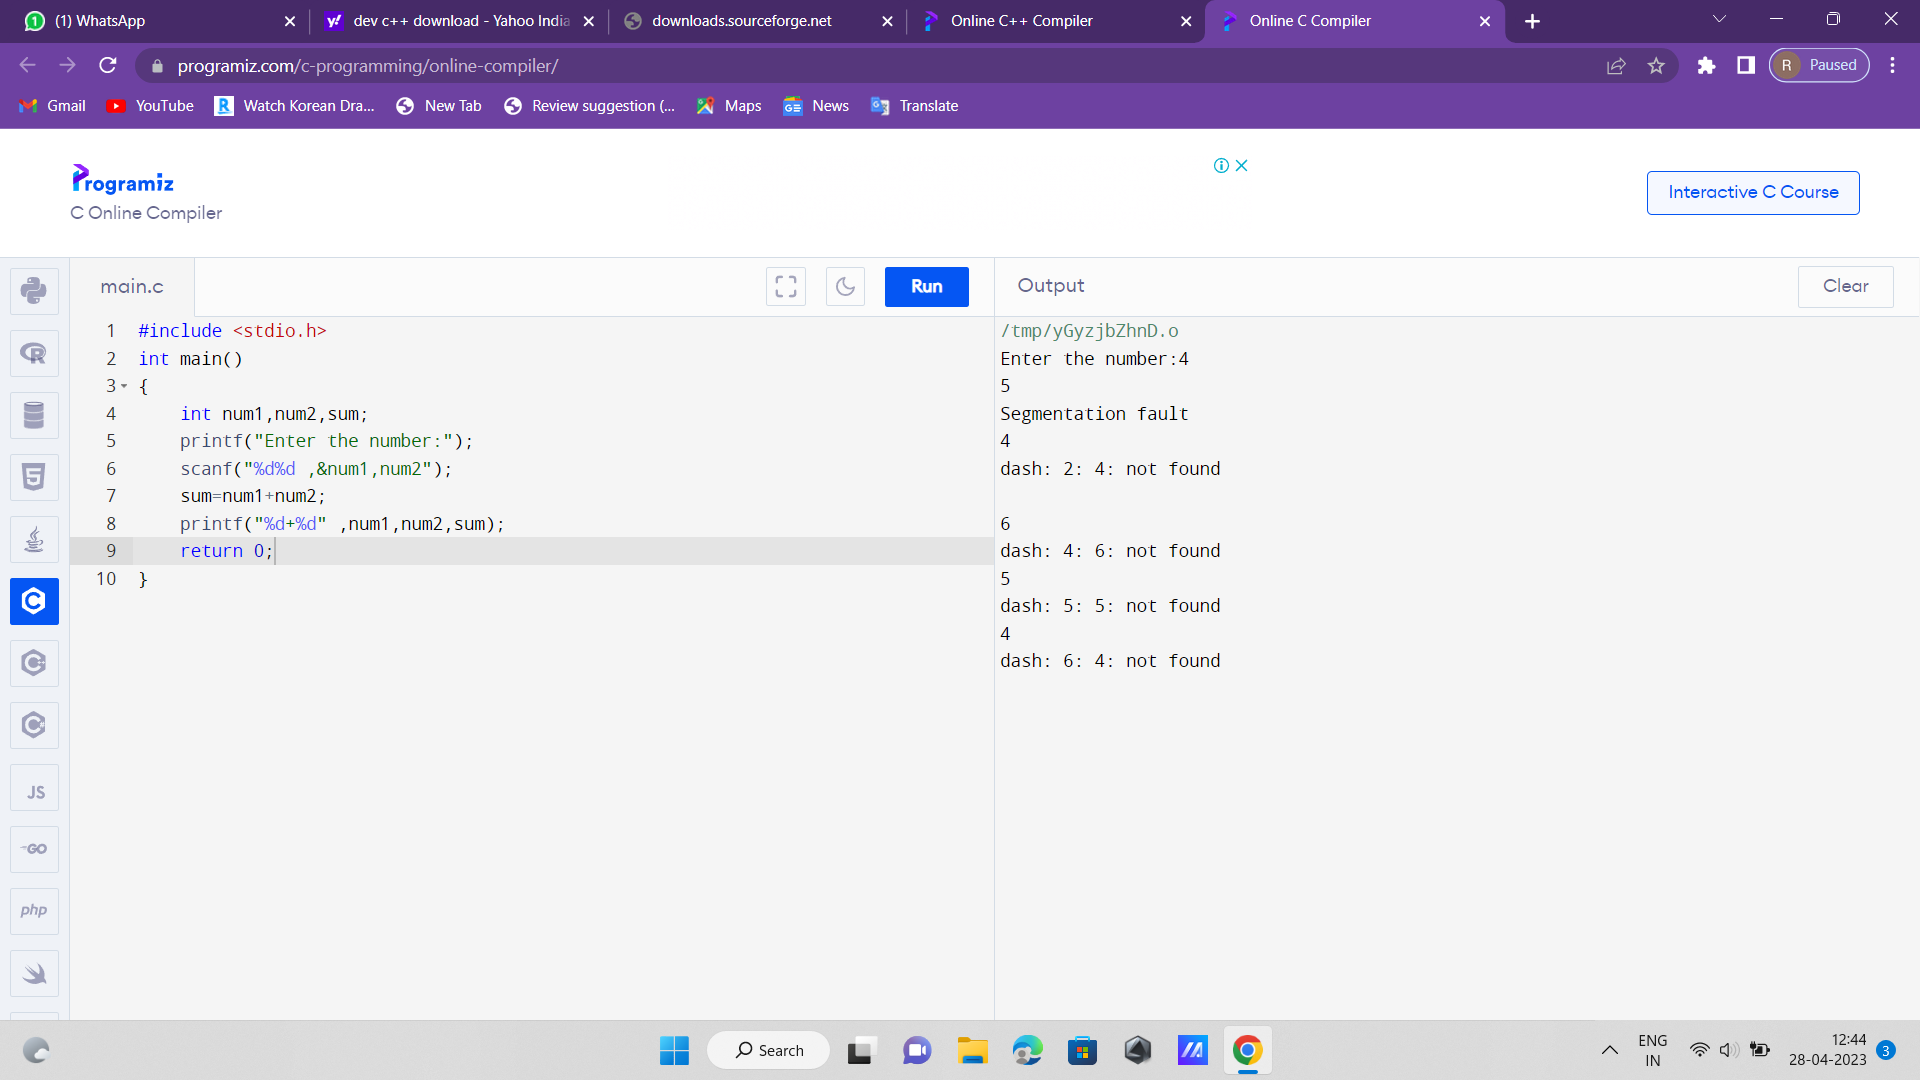 (1) WhatsApp
dev c++ download - Yahoo India
downloads.sourceforge.net
Online C++ Compiler
Online C Compiler
programiz.com/c-programming/online-compiler/
R Paused
Gmail
YouTube
Watch Korean Dra...
New Tab
Review suggestion (...
Maps
News
Translate
Programiz
C Online Compiler
Interactive C Course
main.c
Run
Output
Clear
1 #include <stdio.h>
2 int main()
3 {
4 int num1,num2,sum;
5 printf("Enter the number:");
6 scanf("%d%d ,&num1,num2");
7 sum=num1+num2;
8 printf("%d+%d" ,num1,num2,sum);
9 return 0;
10 }
/tmp/yGyzjbZhnD.o
Enter the number:4
5
Segmentation fault
4
dash: 2: 4: not found
6
dash: 4: 6: not found
5
dash: 5: 5: not found
4
dash: 6: 4: not found
JS
GO
php
Search
ENG
IN
12:44
28-04-2023
3